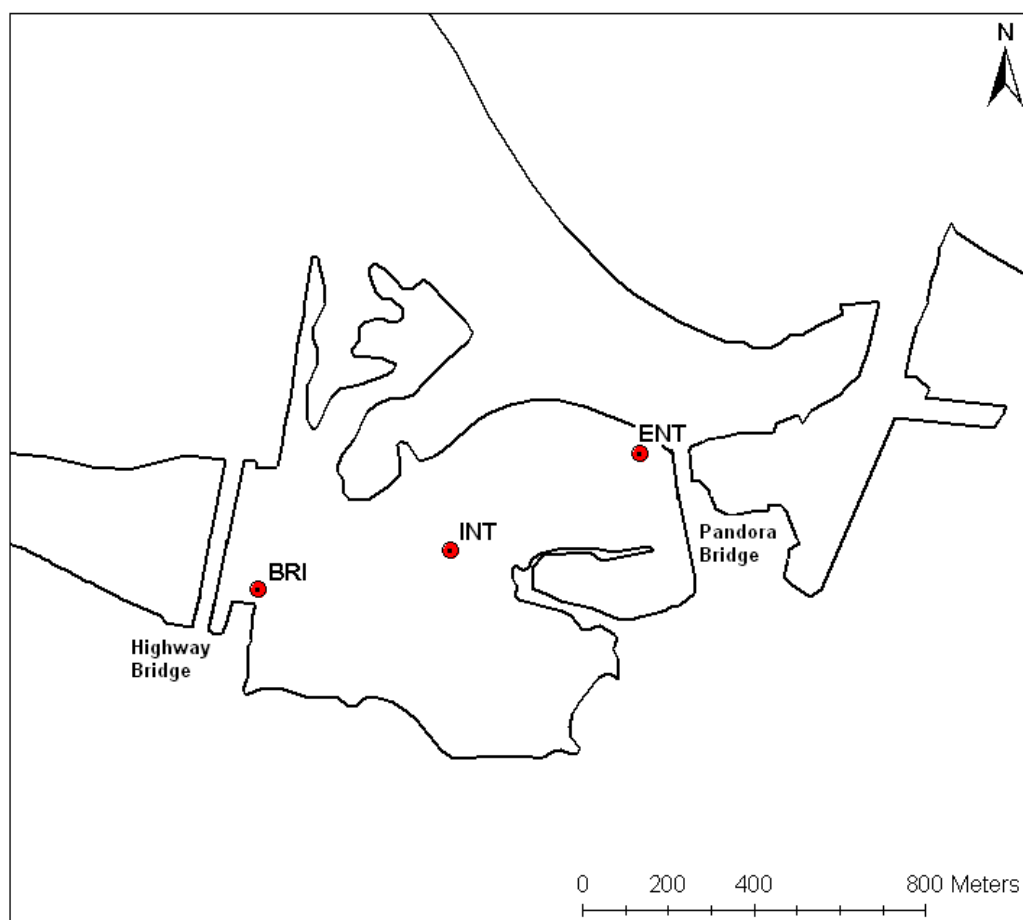 N
ENT
INT
Pandora
Bridge
BRI
Highway
Bridge
0 200 400 800 Meters